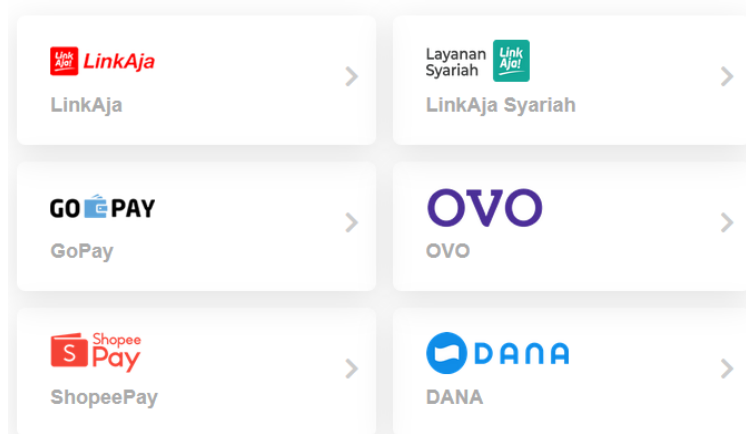 Link Aja! LinkAja
LinkAja
Layanan Syariah Link Aja!
LinkAja Syariah
GO PAY
GoPay
OVO
OVO
S Shopee Pay
ShopeePay
DANA
DANA